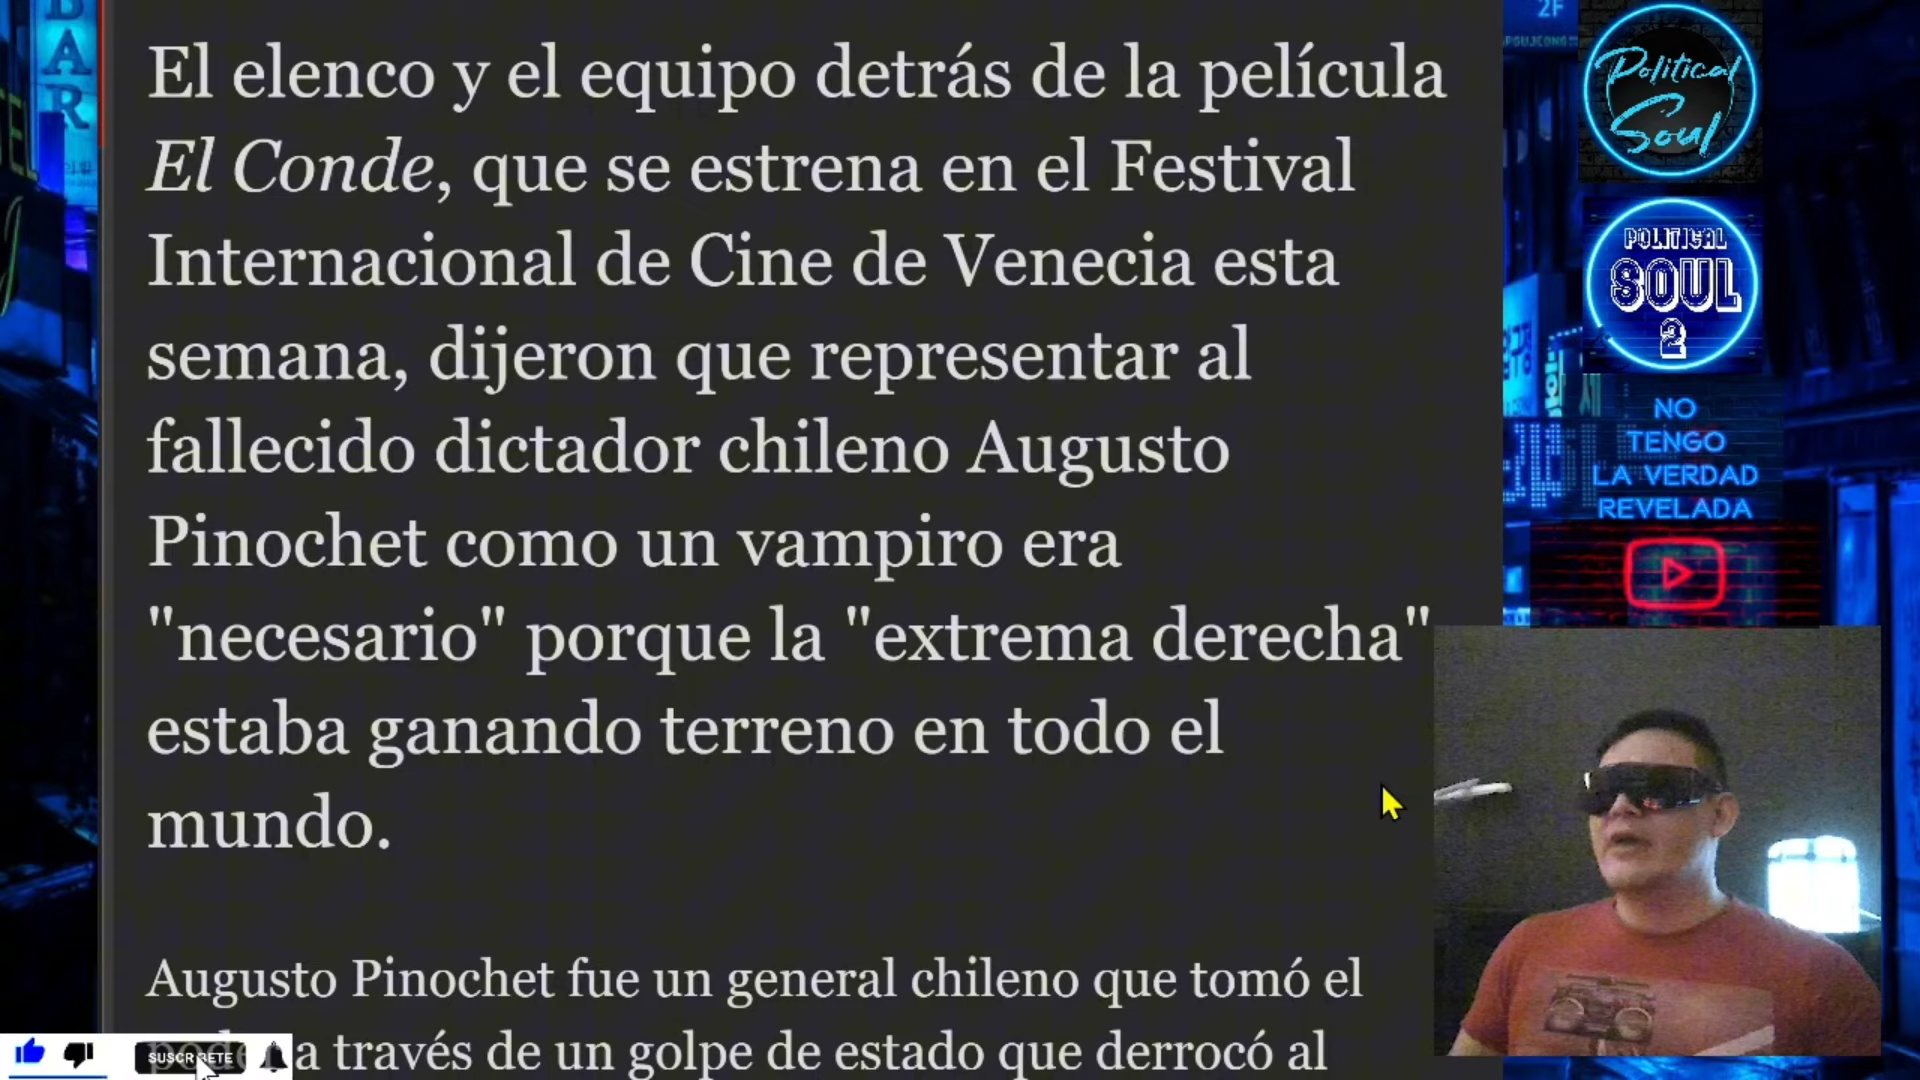 El elenco y el equipo detrás de la película
El Conde, que se estrena en el Festival
Internacional de Cine de Venecia esta
semana, dijeron que representar al
fallecido dictador chileno Augusto
Pinochet como un vampiro era
"necesario" porque la "extrema derecha"
estaba ganando terreno en todo el
mundo.
Augusto Pinochet fue un general chileno que tomó el
a través de un golpe de estado que derrocó al
BAR
2F
Political
Soul
POLITICAL
SOUL
2
NO
TENGO
LA VERDAD
REVELADA